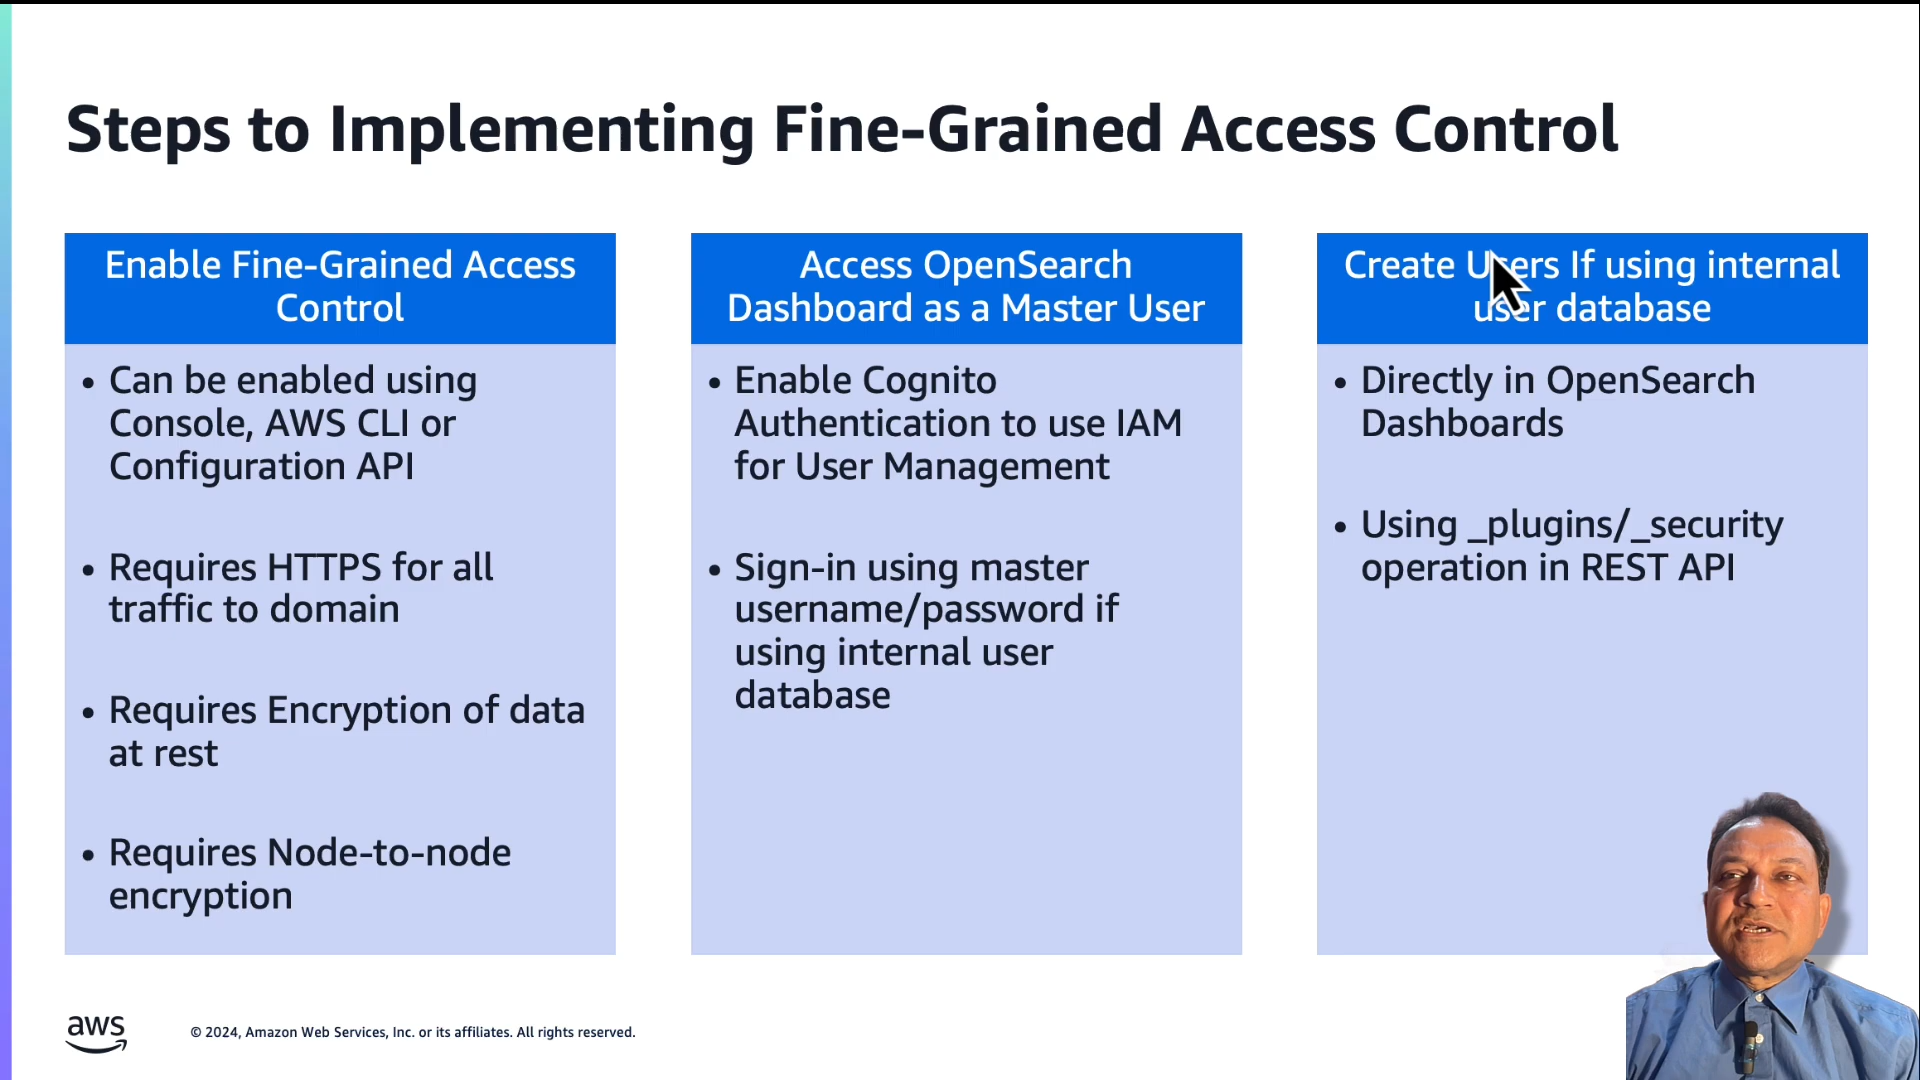 Steps to Implementing Fine-Grained Access Control
Enable Fine-Grained Access
Control
• Can be enabled using
Console, AWS CLI or
Configuration API
• Requires HTTPS for all
traffic to domain
• Requires Encryption of data
at rest
• Requires Node-to-node
encryption
Access OpenSearch
Dashboard as a Master User
• Enable Cognito
Authentication to use IAM
for User Management
• Sign-in using master
username/password if
using internal user
database
Create Users If using internal
user database
• Directly in OpenSearch
Dashboards
• Using _plugins/_security
operation in REST API
aws
© 2024, Amazon Web Services, Inc. or its affiliates. All rights reserved.